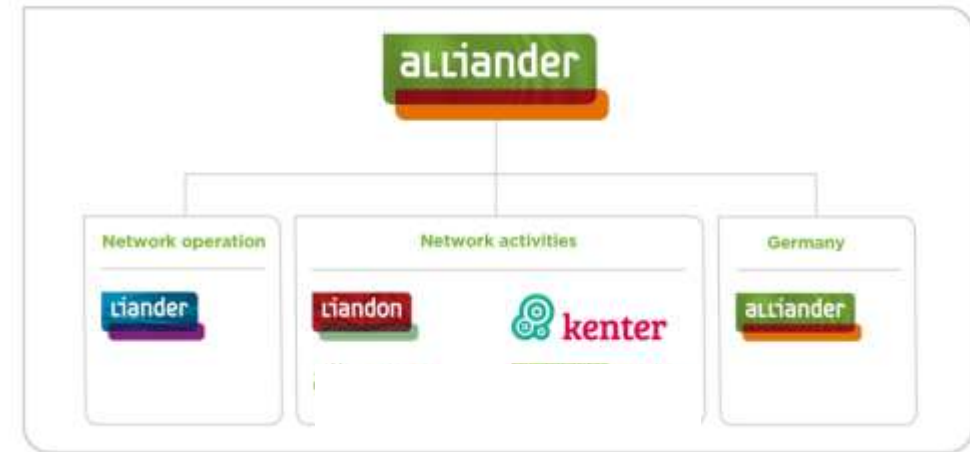 alliander
Network operation
Network activities
Germany
liander
liandon
kenter
alliander